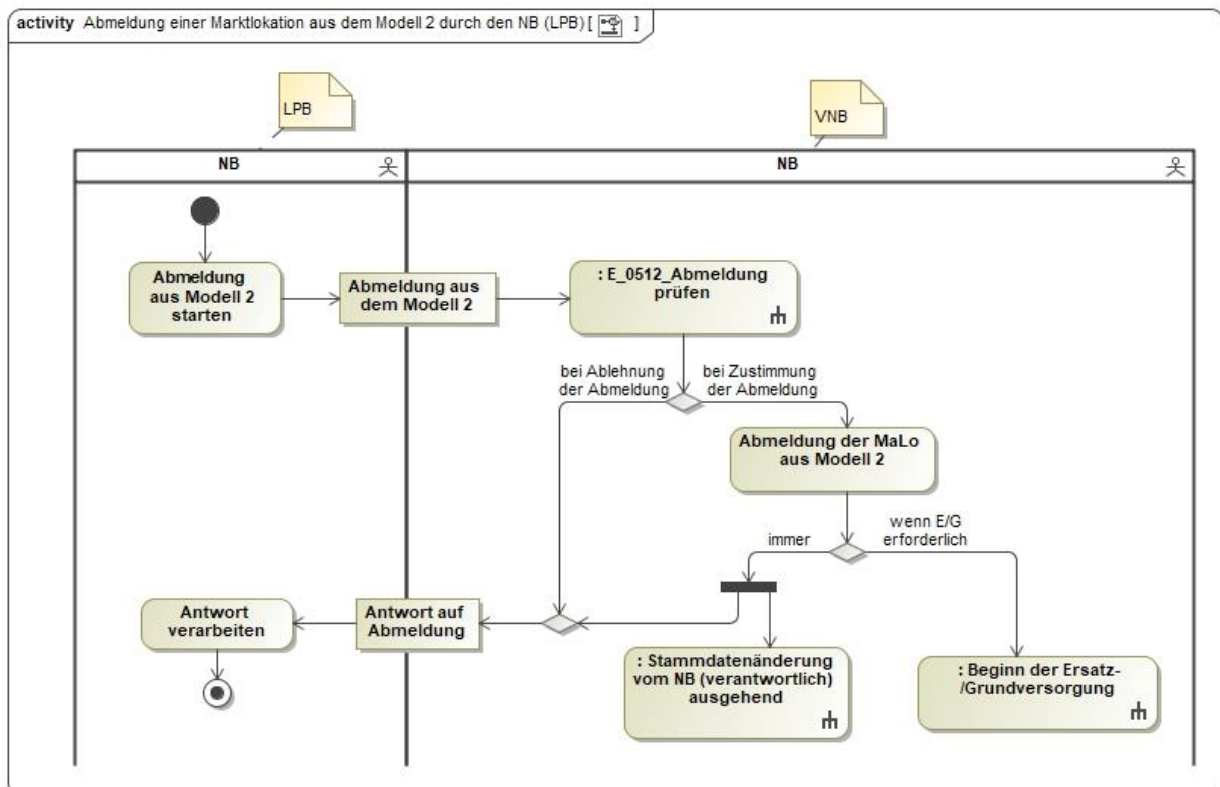 activity Abmeldung einer Marktlokation aus dem Modell 2 durch den NB (LPB) [ ]
LPB
VNB
NB
NB
Abmeldung
aus Modell 2
starten
Abmeldung aus
dem Modell 2
: E_0512_Abmeldung
prüfen
bei Ablehnung
der Abmeldung
bei Zustimmung
der Abmeldung
Abmeldung der MaLo
aus Modell 2
immer
wenn E/G
erforderlich
Antwort
verarbeiten
Antwort auf
Abmeldung
: Stammdatenänderung
vom NB (verantwortlich)
ausgehend
: Beginn der Ersatz-
/Grundversorgung